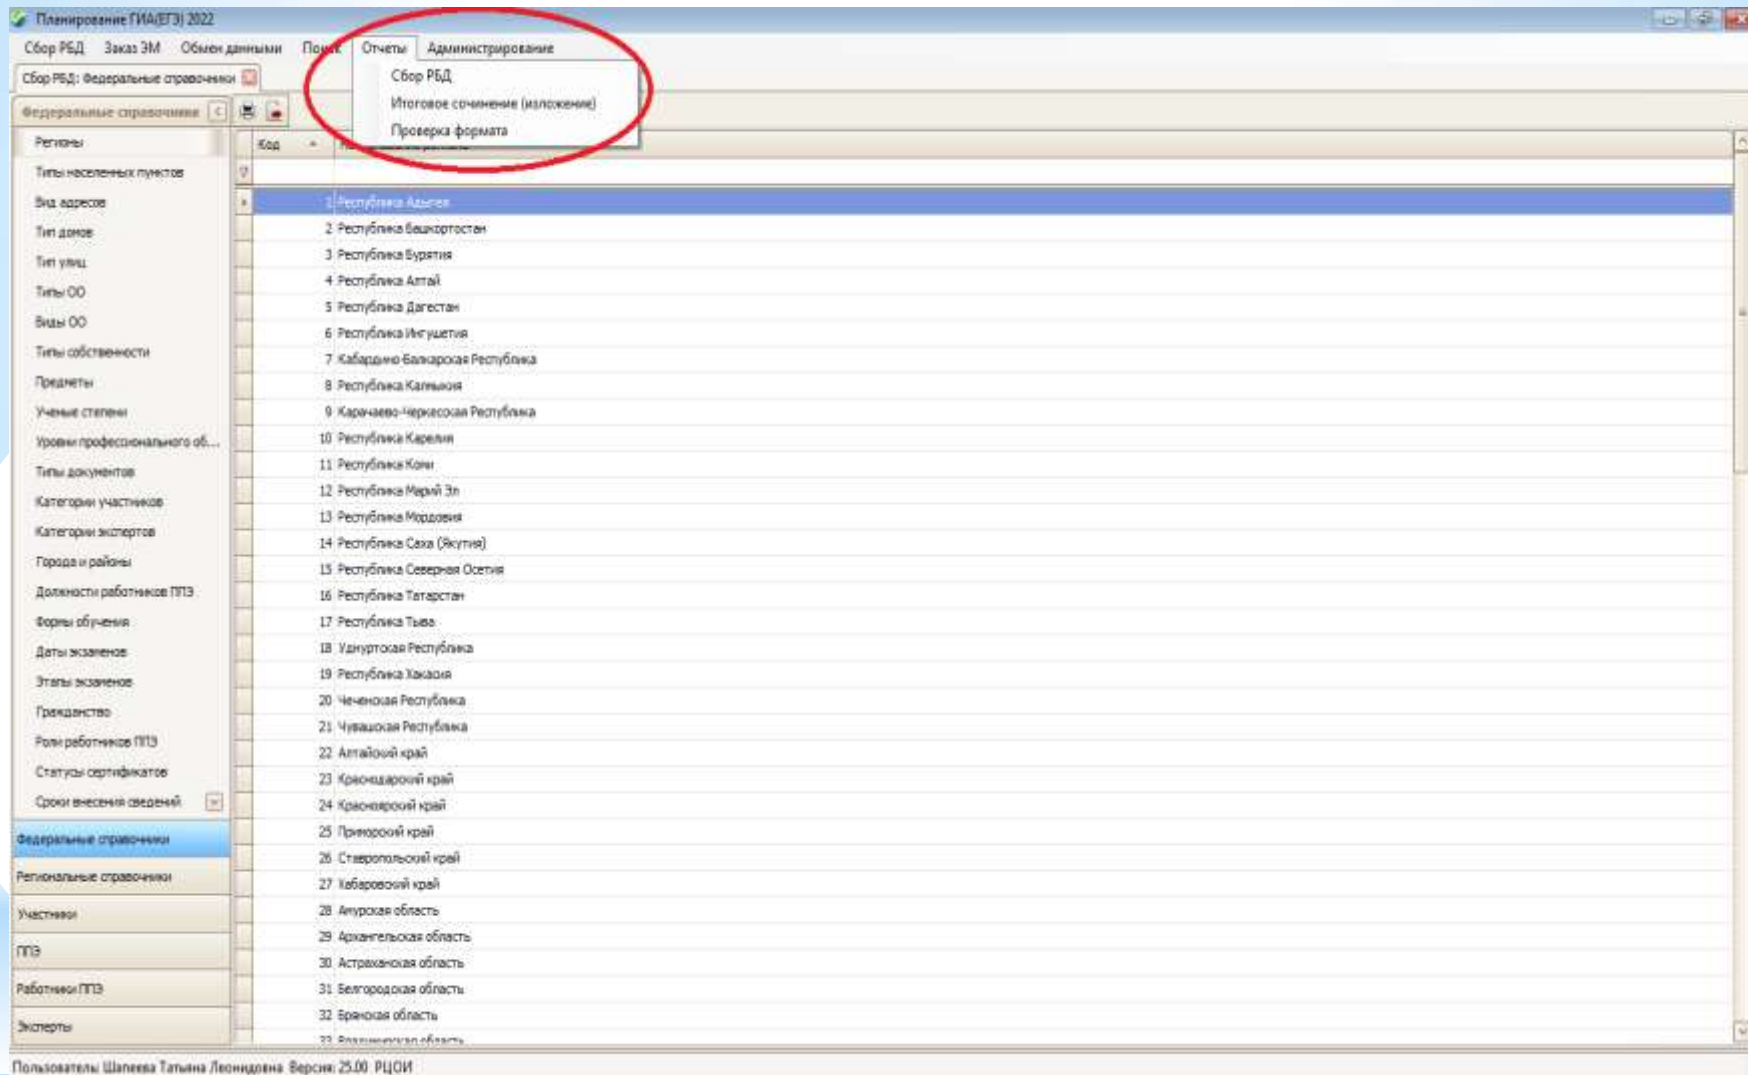 Планирование ГИА(ЕГЭ) 2022
Сбор РБД Заказ ЭМ Обмен данными Поиск Отчеты Администрирование
Сбор РБД
Итоговое сочинение (изложение)
Проверка формата
Сбор РБД: Федеральные справочники
Федеральные справочники
Регионы
Типы населенных пунктов
Вид адресов
Тип домов
Тип улиц
Типы ОО
Виды ОО
Типы собственности
Предметы
Ученые степени
Уровни профессионального об...
Типы документов
Категории участников
Категории экспертов
Города и районы
Должности работников ППЭ
Формы обучения
Даты экзаменов
Этапы экзаменов
Гражданство
Роли работников ППЭ
Статусы сертификатов
Сроки внесения сведений
Федеральные справочники
Региональные справочники
Участники
ППЭ
Работники ППЭ
Эксперты
Код
1 Республика Адыгея
2 Республика Башкортостан
3 Республика Бурятия
4 Республика Алтай
5 Республика Дагестан
6 Республика Ингушетия
7 Кабардино-Балкарская Республика
8 Республика Калмыкия
9 Карачаево-Черкесская Республика
10 Республика Карелия
11 Республика Коми
12 Республика Марий Эл
13 Республика Мордовия
14 Республика Саха (Якутия)
15 Республика Северная Осетия
16 Республика Татарстан
17 Республика Тыва
18 Удмуртская Республика
19 Республика Хакасия
20 Чеченская Республика
21 Чувашская Республика
22 Алтайский край
23 Краснодарский край
24 Красноярский край
25 Приморский край
26 Ставропольский край
27 Хабаровский край
28 Амурская область
29 Архангельская область
30 Астраханская область
31 Белгородская область
32 Брянская область
33 Владимирская область
Пользователь: Шапеева Татьяна Леонидовна Версия: 25.00 РЦОИ